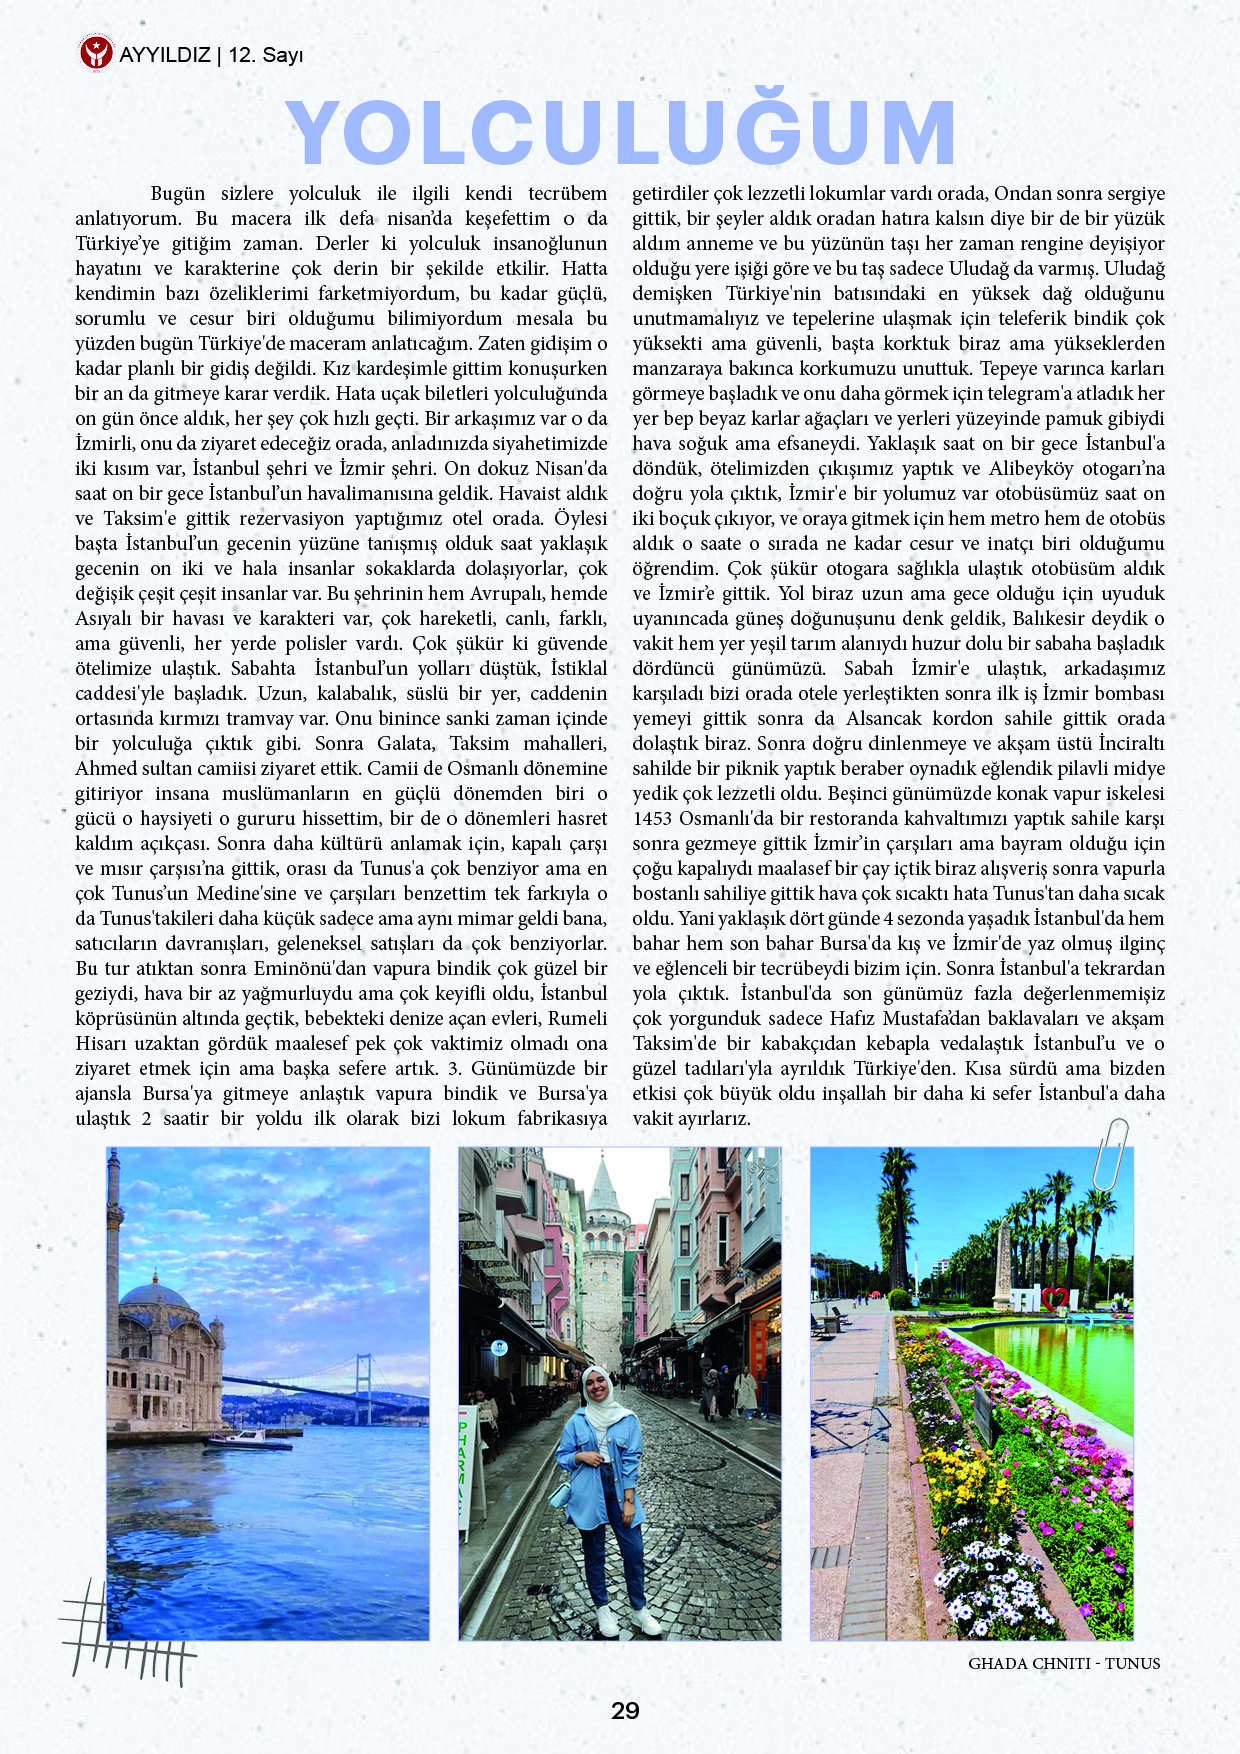 AYYILDIZ | 12. Sayı
YOLCULUĞUM
Bugün sizlere yolculuk ile ilgili kendi tecrübem
anlatıyorum. Bu macera ilk defa nisan’da keşefettim o da
Türkiye’ye gitiğim zaman. Derler ki yolculuk insanoğlunun
hayatını ve karakterine çok derin bir şekilde etkilir. Hatta
kendimin bazı özeliklerimi farketmiyordum, bu kadar güçlü,
sorumlu ve cesur biri olduğumu bilimiyordum mesala bu
yüzden bugün Türkiye'de maceram anlatıcağım. Zaten gidişim o
kadar planlı bir gidiş değildi. Kız kardeşimle gittim konuşurken
bir an da gitmeye karar verdik. Hata uçak biletleri yolculuğunda
on gün önce aldık, her şey çok hızlı geçti. Bir arkaşımız var o da
İzmirli, onu da ziyaret edeceğiz orada, anladınızda siyahetimizde
iki kısım var, İstanbul şehri ve İzmir şehri. On dokuz Nisan'da
saat on bir gece İstanbul’un havalimanısına geldik. Havaist aldık
ve Taksim'e gittik rezervasiyon yaptığımız otel orada. Öylesi
başta İstanbul’un gecenin yüzüne tanışmış olduk saat yaklaşık
gecenin on iki ve hala insanlar sokaklarda dolaşıyorlar, çok
değişik çeşit çeşit insanlar var. Bu şehrinin hem Avrupalı, hemde
Asıyalı bir havası ve karakteri var, çok hareketli, canlı, farklı,
ama güvenli, her yerde polisler vardı. Çok şükür ki güvende
ötelimize ulaştık. Sabahta İstanbul’un yolları düştük, İstiklal
caddesi'yle başladık. Uzun, kalabalık, süslü bir yer, caddenin
ortasında kırmızı tramvay var. Onu binince sanki zaman içinde
bir yolculuğa çıktık gibi. Sonra Galata, Taksim mahalleri,
Ahmed sultan camiisi ziyaret ettik. Camii de Osmanlı dönemine
gitiriyor insana muslümanların en güçlü dönemden biri o
gücü o haysiyeti o gururu hissettim, bir de o dönemleri hasret
kaldım açıkçası. Sonra daha kültürü anlamak için, kapalı çarşı
ve mısır çarşısı’na gittik, orası da Tunus'a çok benziyor ama en
çok Tunus’un Medine'sine ve çarşıları benzettim tek farkıyla o
da Tunus'takileri daha küçük sadece ama aynı mimar geldi bana,
satıcıların davranışları, geleneksel satışları da çok benziyorlar.
Bu tur atıktan sonra Eminönü'dan vapura bindik çok güzel bir
geziydi, hava bir az yağmurluydu ama çok keyifli oldu, İstanbul
köprüsünün altında geçtik, bebekteki denize açan evleri, Rumeli
Hisarı uzaktan gördük maalesef pek çok vaktimiz olmadı ona
ziyaret etmek için ama başka sefere artık. 3. Günümüzde bir
ajansla Bursa'ya gitmeye anlaştık vapura bindik ve Bursa'ya
ulaştık 2 saatir bir yoldu ilk olarak bizi lokum fabrikasıya
getirdiler çok lezzetli lokumlar vardı orada, Ondan sonra sergiye
gittik, bir şeyler aldık oradan hatıra kalsın diye bir de bir yüzük
aldım anneme ve bu yüzünün taşı her zaman rengine deyişiyor
olduğu yere işiği göre ve bu taş sadece Uludağ da varmış. Uludağ
demişken Türkiye'nin batısındaki en yüksek dağ olduğunu
unutmamalıyız ve tepelerine ulaşmak için teleferik bindik çok
yüksekti ama güvenli, başta korktuk biraz ama yükseklerden
manzaraya bakınca korkumuzu unuttuk. Tepeye varınca karları
görmeye başladık ve onu daha görmek için telegram'a atladık her
yer bep beyaz karlar ağaçları ve yerleri yüzeyinde pamuk gibiydi
hava soğuk ama efsaneydi. Yaklaşık saat on bir gece İstanbul'a
döndük, ötelimizden çıkışımız yaptık ve Alibeyköy otogarı’na
doğru yola çıktık, İzmir'e bir yolumuz var otobüsümüz saat on
iki boçuk çıkıyor, ve oraya gitmek için hem metro hem de otobüs
aldık o saate o sırada ne kadar cesur ve inatçı biri olduğumu
öğrendim. Çok şükür otogara sağlıkla ulaştık otobüsüm aldık
ve İzmir’e gittik. Yol biraz uzun ama gece olduğu için uyuduk
uyanıncada güneş doğunuşunu denk geldik, Balıkesir deydik o
vakit hem yer yeşil tarım alanıydı huzur dolu bir sabaha başladık
dördüncü günümüzü. Sabah İzmir'e ulaştık, arkadaşımız
karşıladı bizi orada otele yerleştikten sonra ilk iş İzmir bombası
yemeyi gittik sonra da Alsancak kordon sahile gittik orada
dolaştık biraz. Sonra doğru dinlenmeye ve akşam üstü İnciraltı
sahilde bir piknik yaptık beraber oynadık eğlendik pilavli midye
yedik çok lezzetli oldu. Beşinci günümüzde konak vapur iskelesi
1453 Osmanlı'da bir restoranda kahvaltımızı yaptık sahile karşı
sonra gezmeye gittik İzmir’in çarşıları ama bayram olduğu için
çoğu kapalıydı maalasef bir çay içtik biraz alışveriş sonra vapurla
bostanlı sahiliye gittik hava çok sıcaktı hata Tunus'tan daha sıcak
oldu. Yani yaklaşık dört günde 4 sezonda yaşadık İstanbul'da hem
bahar hem son bahar Bursa'da kış ve İzmir'de yaz olmuş ilginç
ve eğlenceli bir tecrübeydi bizim için. Sonra İstanbul'a tekrardan
yola çıktık. İstanbul'da son günümüz fazla değerlenmemişiz
çok yorgunduk sadece Hafız Mustafa’dan baklavaları ve akşam
Taksim'de bir kabakçıdan kebapla vedalaştık İstanbul’u ve o
güzel tadıları'yla ayrıldık Türkiye'den. Kısa sürdü ama bizden
etkisi çok büyük oldu inşallah bir daha ki sefer İstanbul'a daha
vakit ayırlarız.
PHARMA
GHADA CHNITI - TUNUS
29